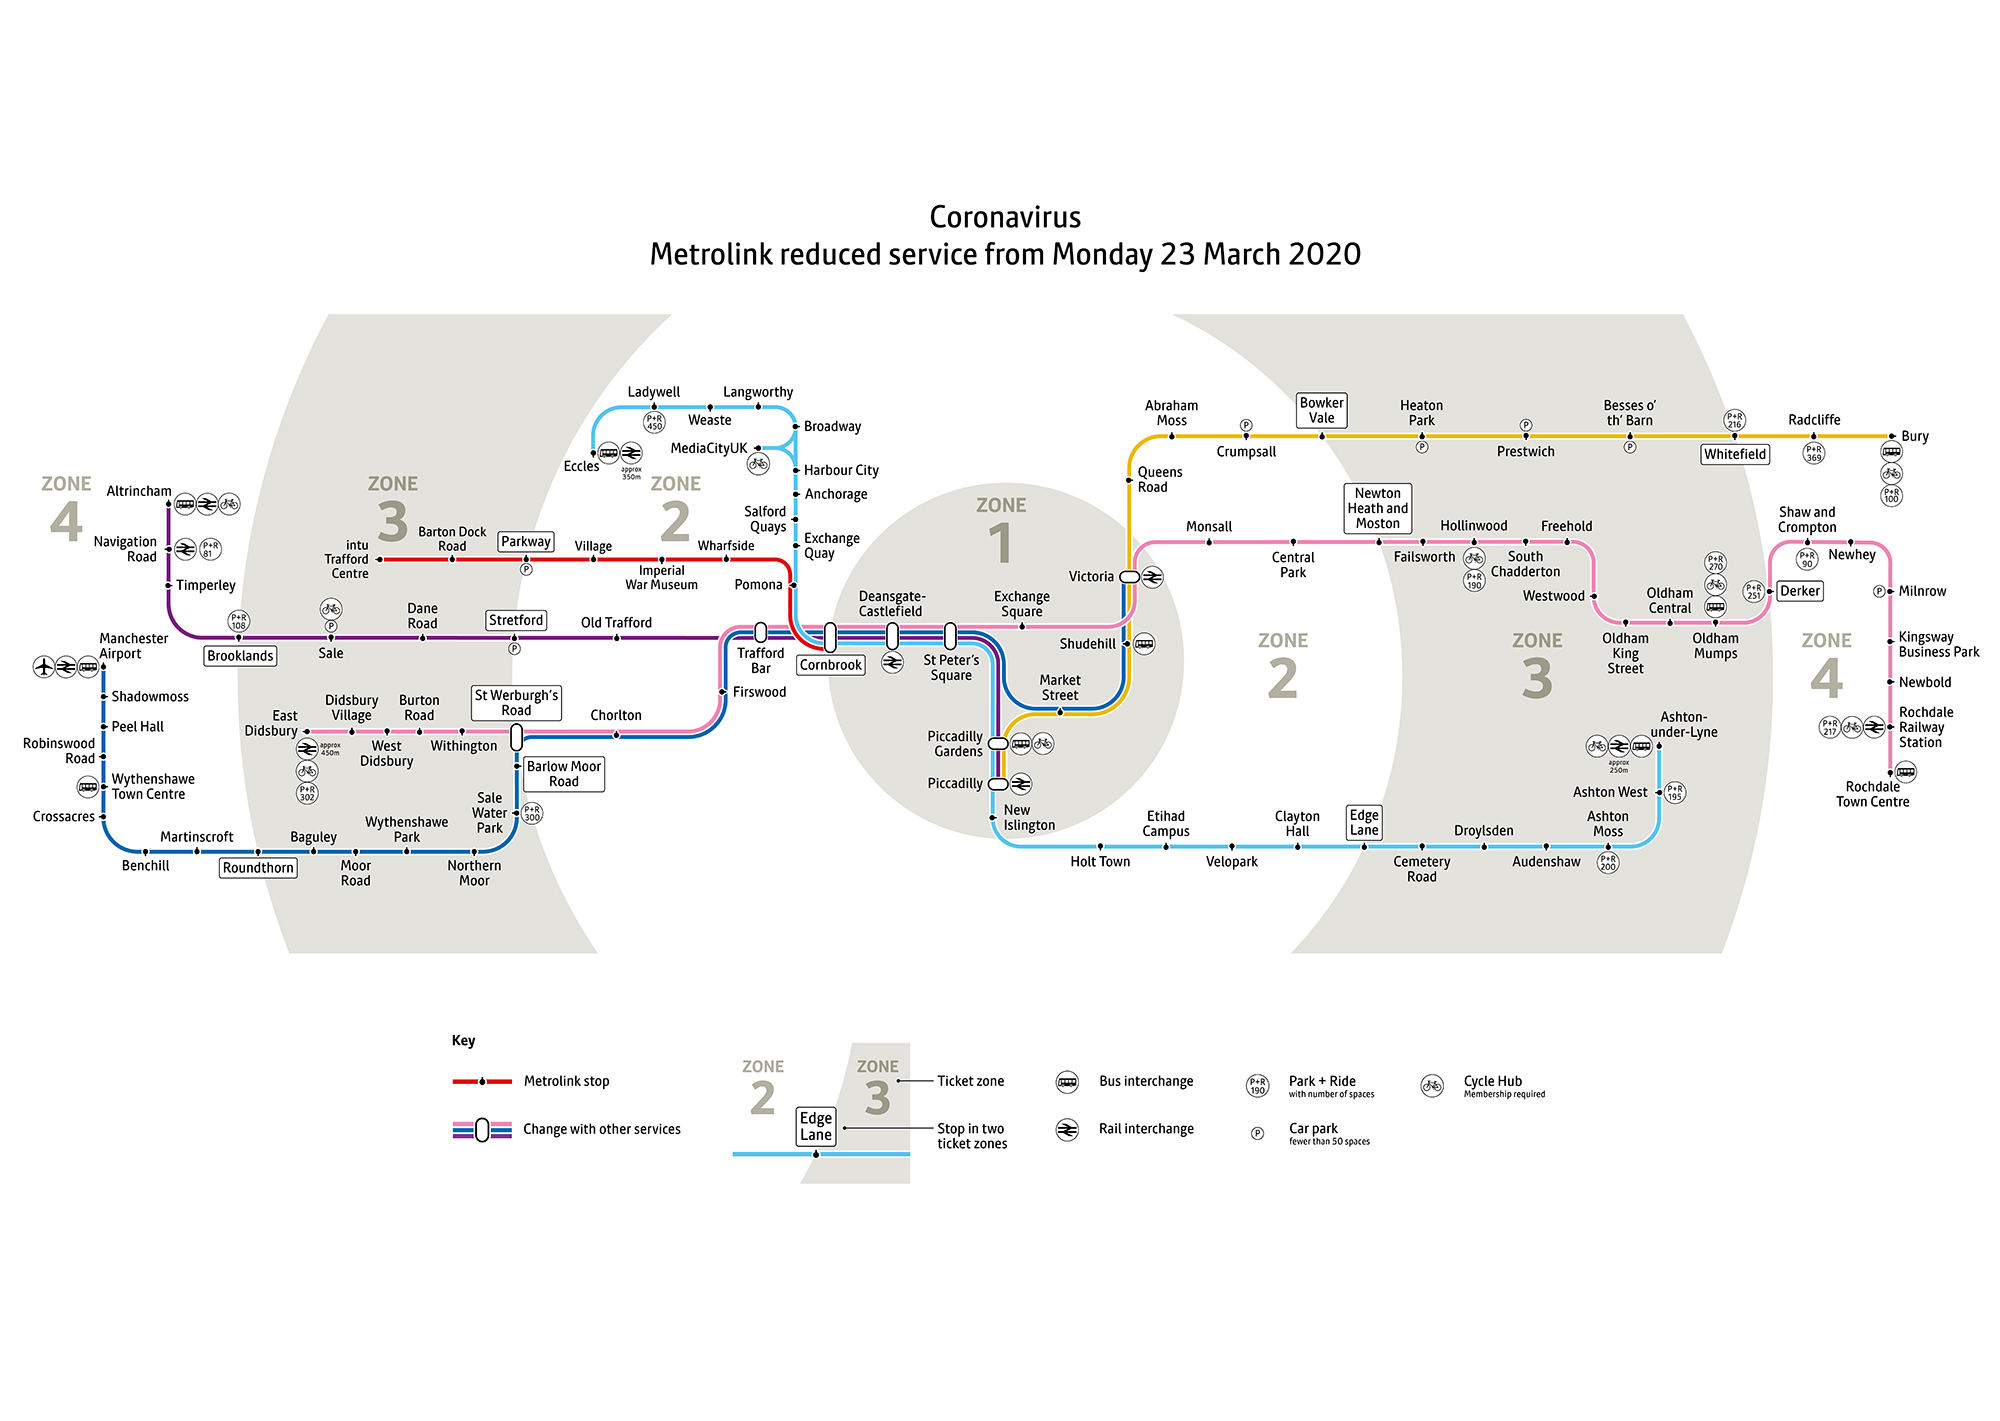 Coronavirus
Metrolink reduced service from Monday 23 March 2020
ZONE
4
ZONE
3
ZONE
2
ZONE
1
ZONE
2
ZONE
3
ZONE
4
Altrincham
Navigation
Road
P+R
81
Timperley
P+R
108
Brooklands
P
Sale
Dane
Road
Stretford
P
Old Trafford
Trafford
Bar
Cornbrook
Deansgate-
Castlefield
St Peter's
Square
intu
Trafford
Centre
Barton Dock
Road
Parkway
P
Village
Imperial
War Museum
Wharfside
Pomona
Eccles
approx
350m
Ladywell
P+R
450
Weaste
Langworthy
Broadway
MediaCityUK
Harbour City
Anchorage
Salford
Quays
Exchange
Quay
Manchester
Airport
Shadowmoss
Peel Hall
Robinswood
Road
Wythenshawe
Town Centre
Crossacres
Benchill
Martinscroft
Roundthorn
Baguley
Moor
Road
Wythenshawe
Park
Northern
Moor
Sale
Water
Park
P+R
300
Barlow Moor
Road
St Werburgh's
Road
East
Didsbury
approx
450m
P+R
302
Didsbury
Village
West
Didsbury
Burton
Road
Withington
Chorlton
Firswood
Exchange
Square
Victoria
Shudehill
Market
Street
Piccadilly
Gardens
Piccadilly
New
Islington
Holt Town
Etihad
Campus
Velopark
Clayton
Hall
Edge
Lane
Cemetery
Road
Droylsden
Audenshaw
Ashton
Moss
P+R
200
Ashton West
P+R
195
Ashton-
under-Lyne
approx
250m
Queens
Road
Abraham
Moss
P
Crumpsall
Bowker
Vale
Heaton
Park
P
P
Prestwich
Besses o'
th' Barn
P
P+R
216
Whitefield
Radcliffe
P+R
369
Bury
P+R
100
Monsall
Central
Park
Newton
Heath and
Moston
Failsworth
Hollinwood
P+R
190
South
Chadderton
Freehold
Westwood
Oldham
King
Street
Oldham
Central
P+R
270
Oldham
Mumps
P+R
251
Derker
Shaw and
Crompton
P+R
90
Newhey
P
Milnrow
Kingsway
Business Park
Newbold
P+R
217
Rochdale
Railway
Station
Rochdale
Town Centre
Key
Metrolink stop
Change with other services
ZONE
2
ZONE
3
Edge
Lane
Ticket zone
Stop in two
ticket zones
Bus interchange
Rail interchange
P+R
190
Park + Ride
with number of spaces
P
Car park
fewer than 50 spaces
Cycle Hub
Membership required